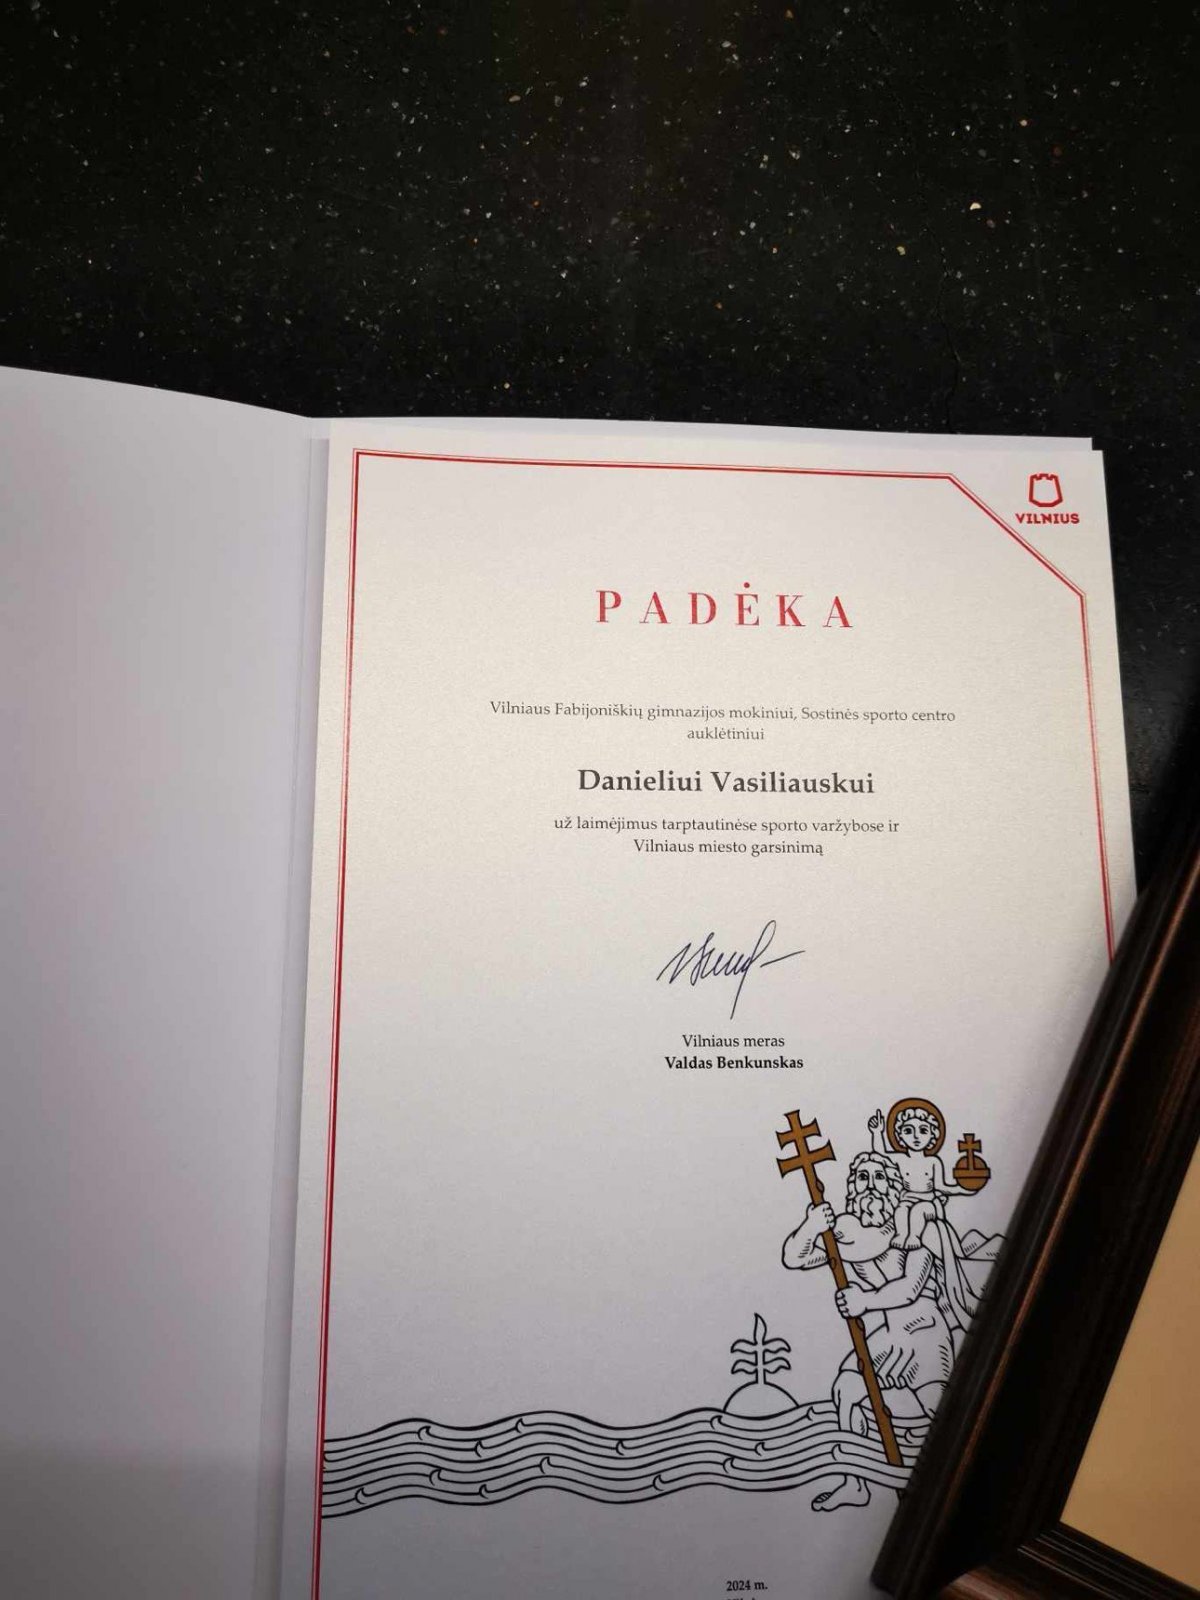 VILNIUS
PADĖKA
Vilniaus Fabijoniškių gimnazijos mokiniui, Sostinės sporto centro
auklėtiniui
Danieliui Vasiliauskui
už laimėjimus tarptautinėse sporto varžybose ir
Vilniaus miesto garsinimą
Vilniaus meras
Valdas Benkunskas
2024 m.